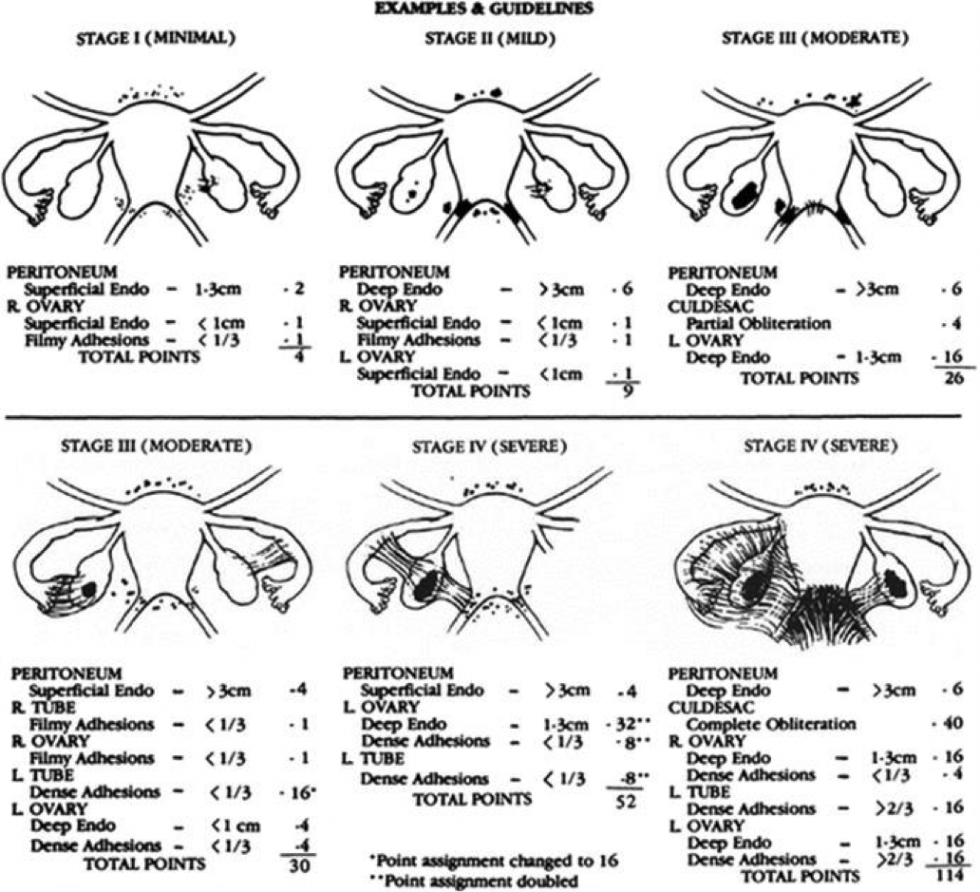 EXAMPLES & GUIDELINES
STAGE I (MINIMAL)
PERITONEUM
Superficial Endo – 1-3cm - 2
R. OVARY
Superficial Endo – < 1cm - 1
Filmy Adhesions – < 1/3 - 1
TOTAL POINTS 4
STAGE II (MILD)
PERITONEUM
Deep Endo – > 3cm - 6
R. OVARY
Superficial Endo – < 1cm - 1
Filmy Adhesions – < 1/3 - 1
L. OVARY
Superficial Endo – < 1cm - 1
TOTAL POINTS 9
STAGE III (MODERATE)
PERITONEUM
Deep Endo – > 3cm - 6
CULDESAC
Partial Obliteration - 4
L. OVARY
Deep Endo – 1-3cm - 16
TOTAL POINTS 26
STAGE III (MODERATE)
PERITONEUM
Superficial Endo – > 3cm -4
R. TUBE
Filmy Adhesions – < 1/3 - 1
R. OVARY
Filmy Adhesions – < 1/3 - 1
L. TUBE
Dense Adhesions – < 1/3 - 16*
L. OVARY
Deep Endo – < 1 cm -4
Dense Adhesions – < 1/3 -4
TOTAL POINTS 30
STAGE IV (SEVERE)
PERITONEUM
Superficial Endo – > 3cm -4
L. OVARY
Deep Endo – 1-3cm - 32**
Dense Adhesions – < 1/3 - 8**
L. TUBE
Dense Adhesions – < 1/3 -8**
TOTAL POINTS 52
*Point assignment changed to 16
**Point assignment doubled
STAGE IV (SEVERE)
PERITONEUM
Deep Endo – > 3cm - 6
CULDESAC
Complete Obliteration - 40
R. OVARY
Deep Endo – 1-3cm - 16
Dense Adhesions – < 1/3 - 4
L. TUBE
Dense Adhesions – > 2/3 - 16
L. OVARY
Deep Endo – 1-3cm - 16
Dense Adhesions – > 2/3 - 16
TOTAL POINTS 114